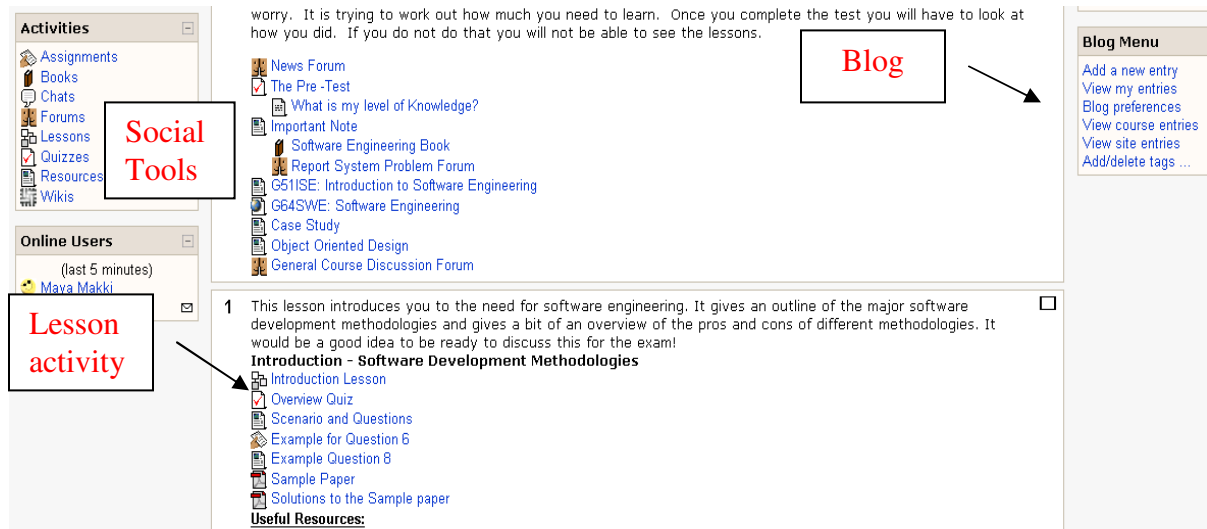 Activities
Assignments
Books
Chats
Forums
Lessons
Quizzes
Resources
Wikis
Social
Tools
Online Users
(last 5 minutes)
Maya Makki
Lesson
activity
worry. It is trying to work out how much you need to learn. Once you complete the test you will have to look at
how you did. If you do not do that you will not be able to see the lessons.
News Forum
The Pre -Test
What is my level of Knowledge?
Important Note
Software Engineering Book
Report System Problem Forum
G51ISE: Introduction to Software Engineering
G64SWE: Software Engineering
Case Study
Object Oriented Design
General Course Discussion Forum
1 This lesson introduces you to the need for software engineering. It gives an outline of the major software
development methodologies and gives a bit of an overview of the pros and cons of different methodologies. It
would be a good idea to be ready to discuss this for the exam!
Introduction - Software Development Methodologies
Introduction Lesson
Overview Quiz
Scenario and Questions
Example for Question 6
Example Question 8
Sample Paper
Solutions to the Sample paper
Useful Resources:
Blog
Blog Menu
Add a new entry
View my entries
Blog preferences
View course entries
View site entries
Add/delete tags ...